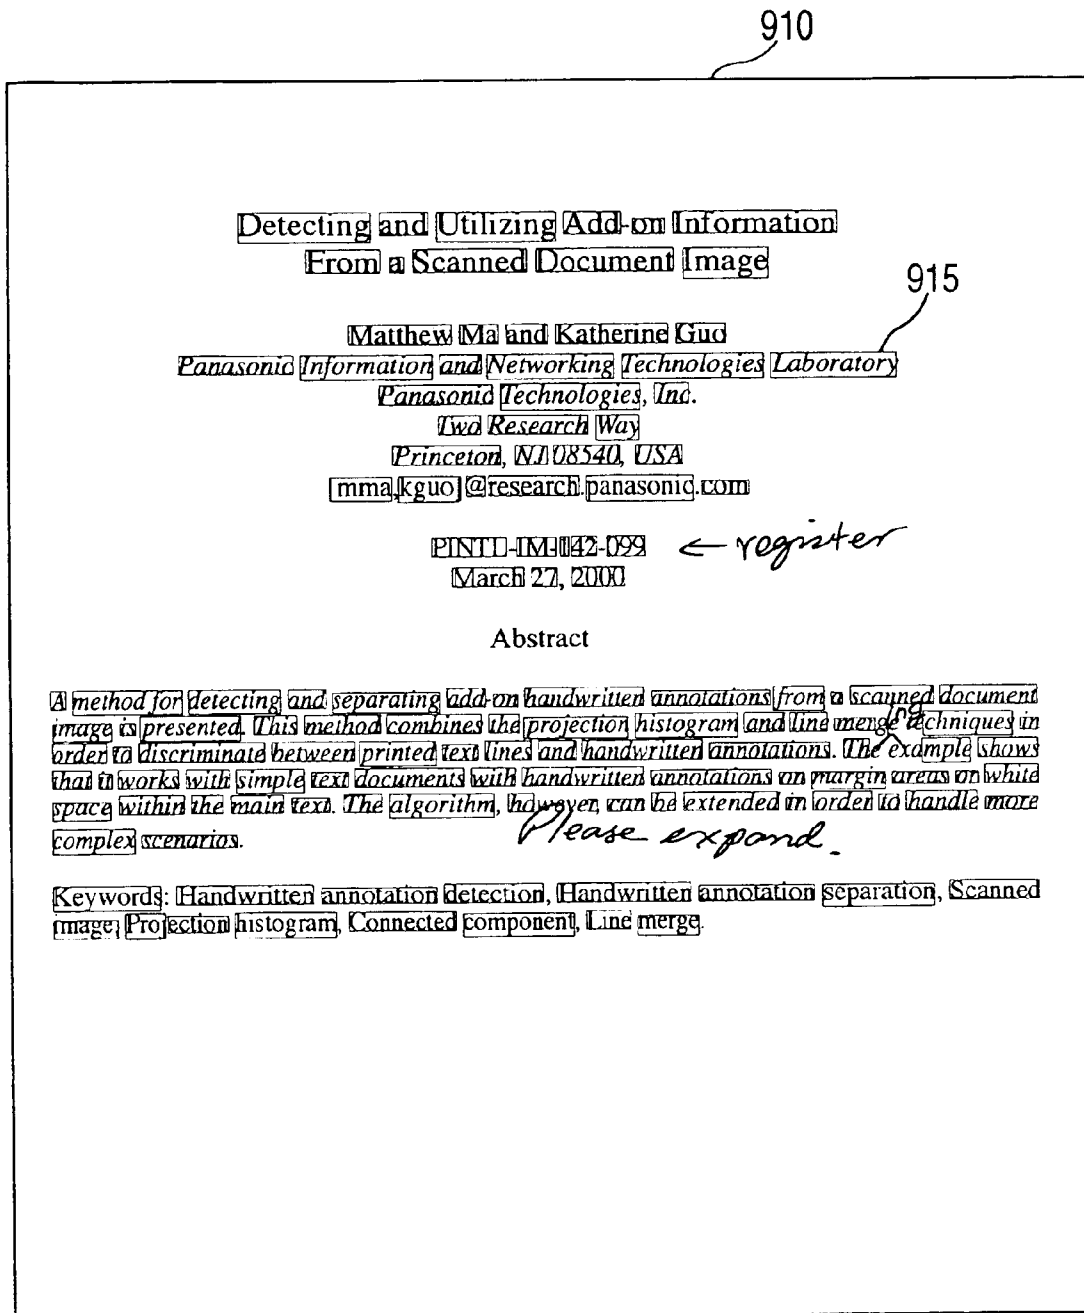 910
Detecting and Utilizing Add-on Information
From a Scanned Document Image
915
Matthew Ma and Katherine Guo
Panasonic Information and Networking Technologies Laboratory
Panasonic Technologies, Inc.
Two Research Way
Princeton, NJ 08540, USA
[mma,kguo]@research.panasonic.com
PINTL-IM-042-099 ← register
March 27, 2000
Abstract
A method for detecting and separating add-on handwritten annotations from a scanned document
ing
image is presented. This method combines the projection histogram and line merge techniques in
order to discriminate between printed text lines and handwritten annotations. The example shows
that it works with simple text documents with handwritten annotations on margin areas on white
space within the main text. The algorithm, however, can be extended in order to handle more
Please expand.
complex scenarios.
Keywords: Handwritten annotation detection, Handwritten annotation separation, Scanned
image, Projection histogram, Connected component, Line merge.